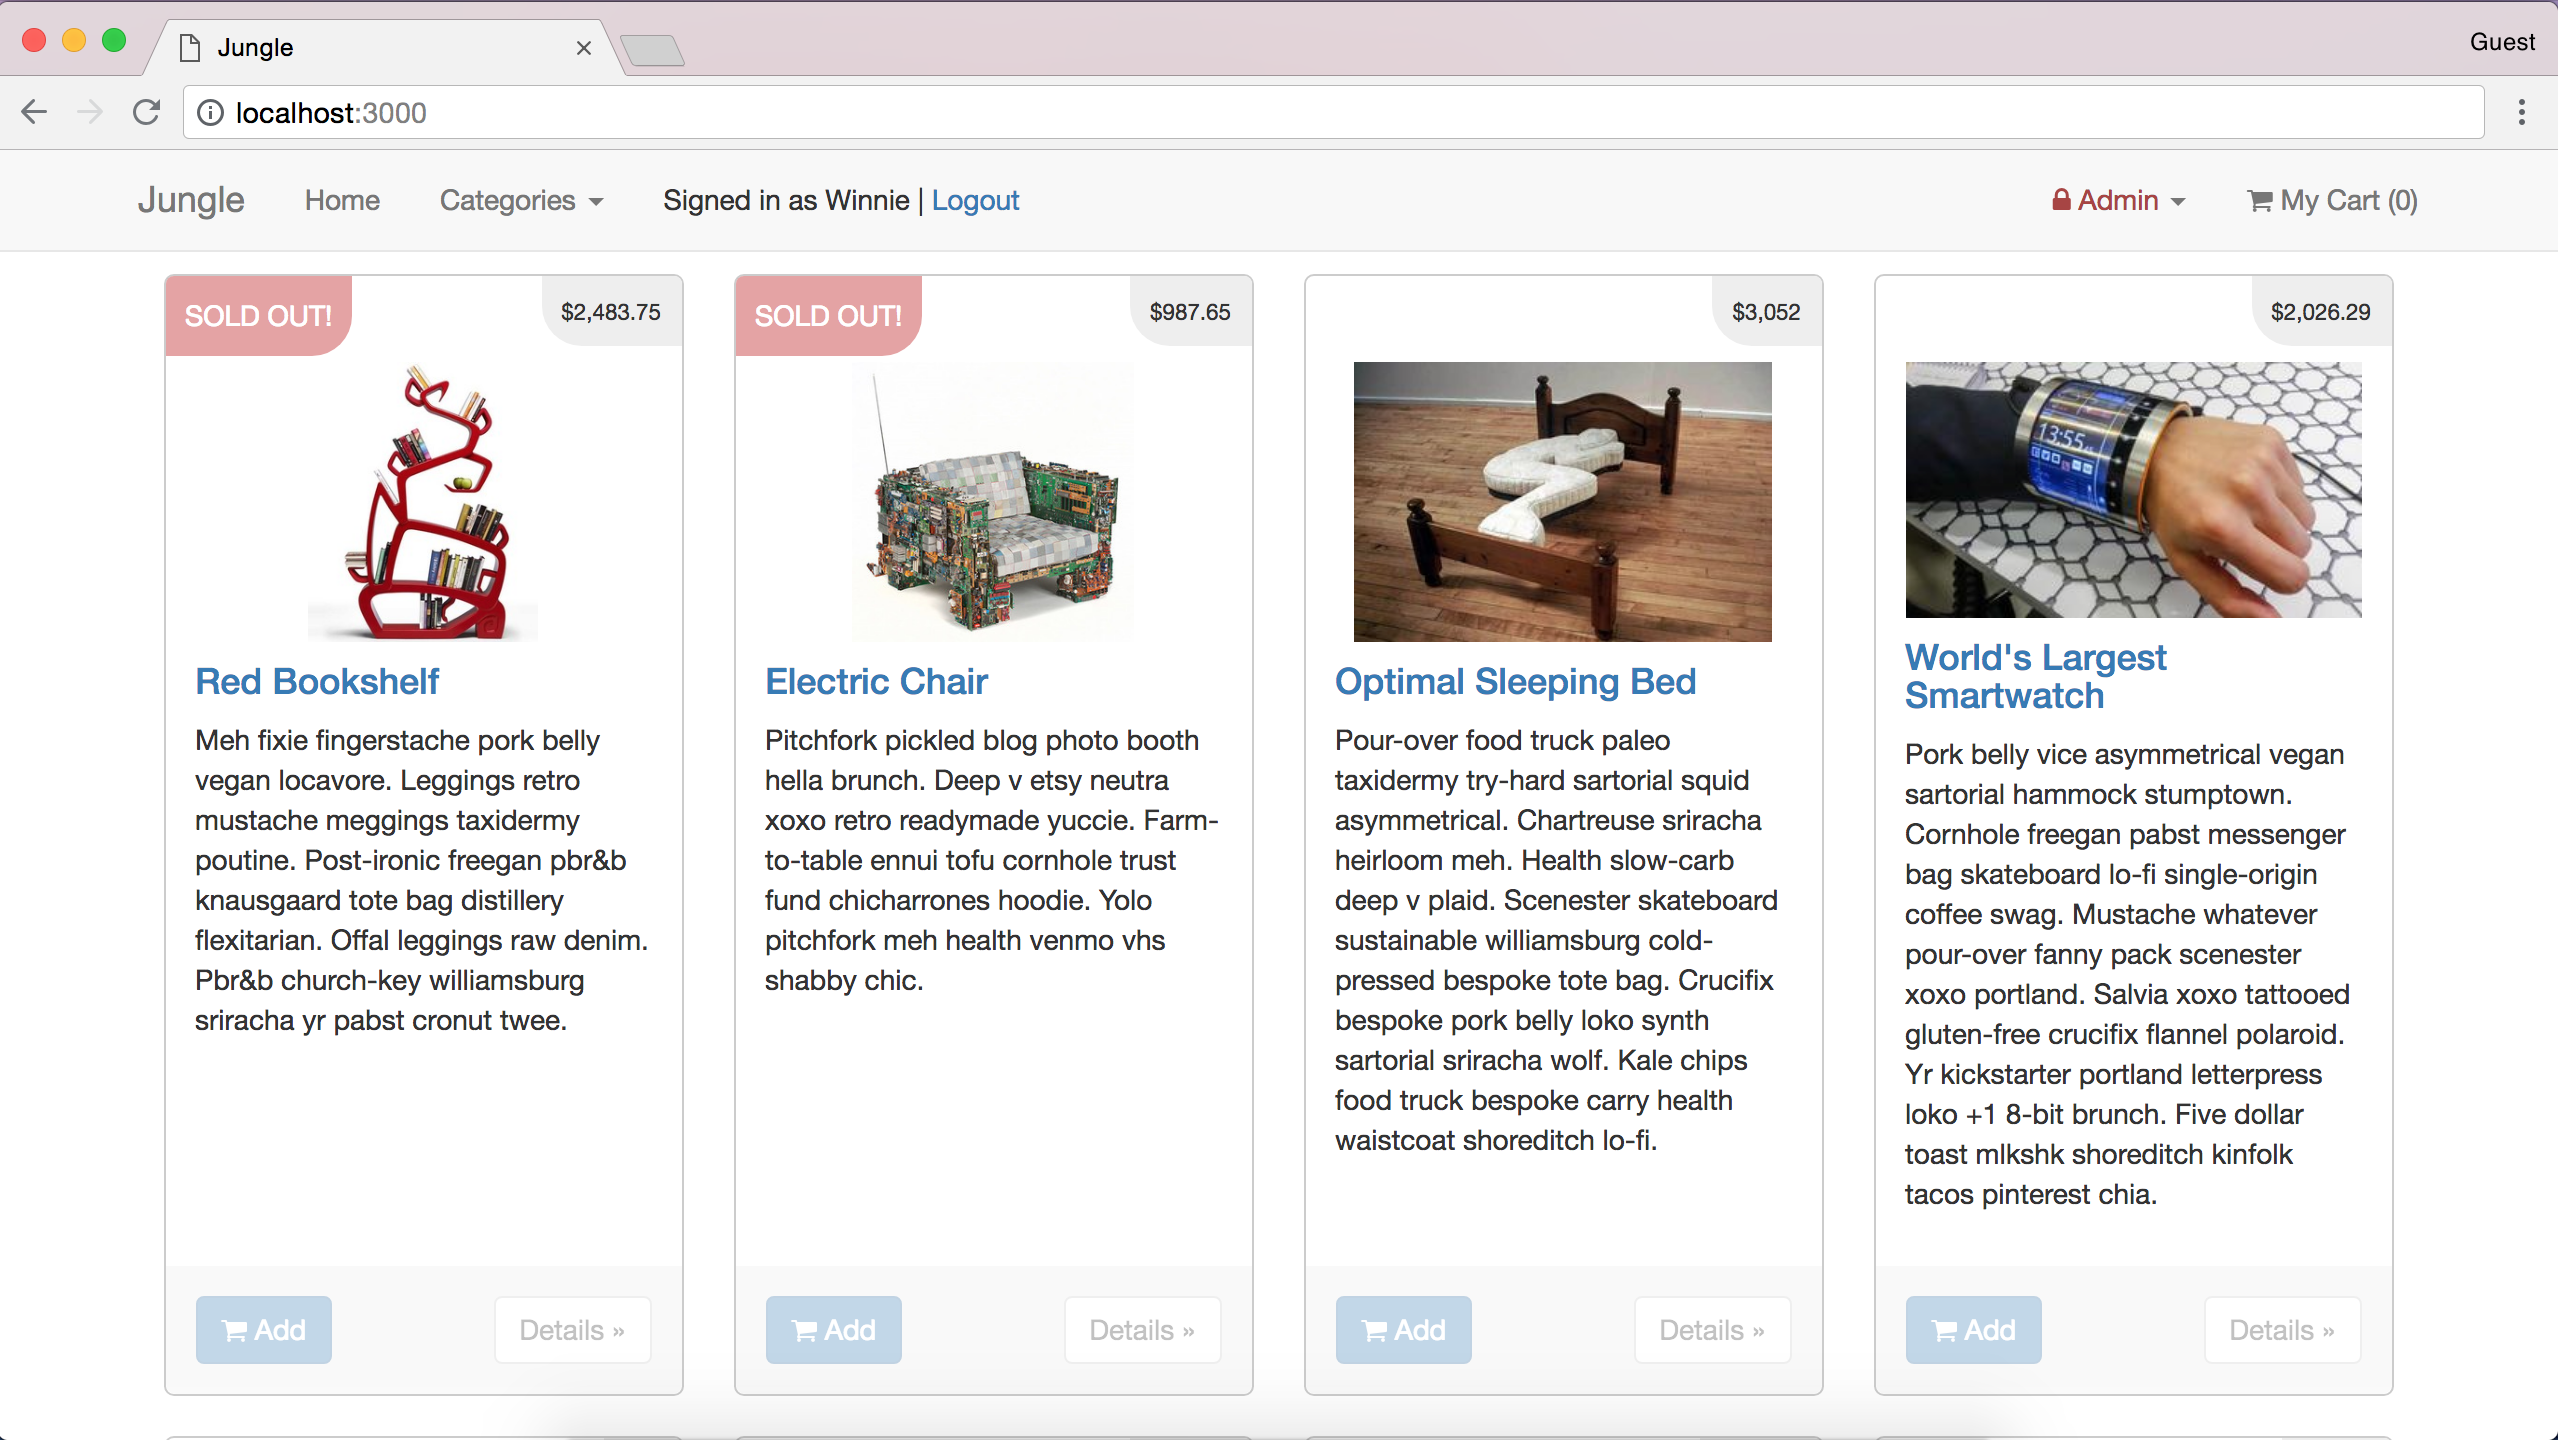 Jungle
Guest
localhost:3000
Jungle Home Categories Signed in as Winnie | Logout Admin My Cart (0)
SOLD OUT!
$2,483.75
Red Bookshelf
Meh fixie fingerstache pork belly
vegan locavore. Leggings retro
mustache meggings taxidermy
poutine. Post-ironic freegan pbr&b
knausgaard tote bag distillery
flexitarian. Offal leggings raw denim.
Pbr&b church-key williamsburg
sriracha yr pabst cronut twee.
Add
Details »
SOLD OUT!
$987.65
Electric Chair
Pitchfork pickled blog photo booth
hella brunch. Deep v etsy neutra
xoxo retro readymade yuccie. Farm-
to-table ennui tofu cornhole trust
fund chicharrones hoodie. Yolo
pitchfork meh health venmo vhs
shabby chic.
Add
Details »
$3,052
Optimal Sleeping Bed
Pour-over food truck paleo
taxidermy try-hard sartorial squid
asymmetrical. Chartreuse sriracha
heirloom meh. Health slow-carb
deep v plaid. Scenester skateboard
sustainable williamsburg cold-
pressed bespoke tote bag. Crucifix
bespoke pork belly loko synth
sartorial sriracha wolf. Kale chips
food truck bespoke carry health
waistcoat shoreditch lo-fi.
Add
Details »
$2,026.29
13:55
World's Largest
Smartwatch
Pork belly vice asymmetrical vegan
sartorial hammock stumptown.
Cornhole freegan pabst messenger
bag skateboard lo-fi single-origin
coffee swag. Mustache whatever
pour-over fanny pack scenester
xoxo portland. Salvia xoxo tattooed
gluten-free crucifix flannel polaroid.
Yr kickstarter portland letterpress
loko +1 8-bit brunch. Five dollar
toast mlkshk shoreditch kinfolk
tacos pinterest chia.
Add
Details »